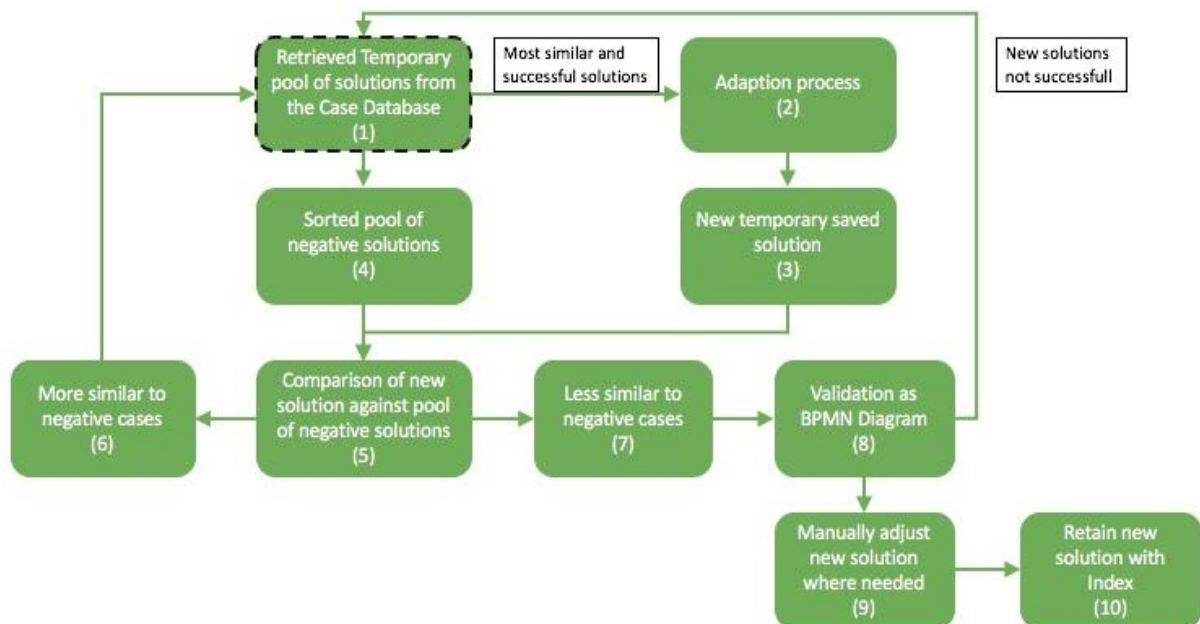 Retrieved Temporary
pool of solutions from
the Case Database
(1)
Most similar and
successful solutions
Adaption process
(2)
New solutions
not successfull
Sorted pool of
negative solutions
(4)
New temporary saved
solution
(3)
More similar to
negative cases
(6)
Comparison of new
solution against pool
of negative solutions
(5)
Less similar to
negative cases
(7)
Validation as
BPMN Diagram
(8)
Manually adjust
new solution
where needed
(9)
Retain new
solution with
Index
(10)